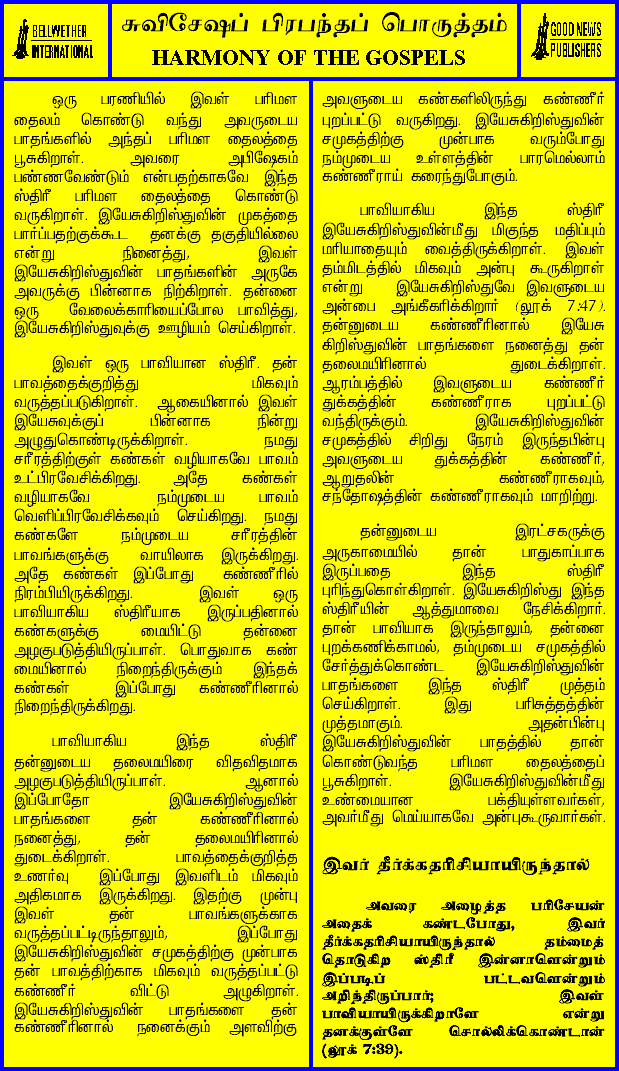 BELLWETHER
INTERNATIONAL
சுவிசேஷப் பிரபந்தப் பொருத்தம்
HARMONY OF THE GOSPELS
GOOD NEWS
PUBLISHERS
ஒரு பரணியில் இவள் பரிமள
தைலம் கொண்டு வந்து அவருடைய
பாதங்களில் அந்தப் பரிமள தைலத்தை
பூசுகிறாள். அவரை அபிஷேகம்
பண்ணவேண்டும் என்பதற்காகவே இந்த
ஸ்திரீ பரிமள தைலத்தை கொண்டு
வருகிறாள். இயேசுகிறிஸ்துவின் முகத்தை
பார்ப்பதற்குக்கூட தனக்கு தகுதியில்லை
என்று நினைத்து, இவள்
இயேசுகிறிஸ்துவின் பாதங்களின் அருகே
அவருக்கு பின்னாக நிற்கிறாள். தன்னை
ஒரு வேலைக்காரியைப்போல பாவித்து,
இயேசுகிறிஸ்துவுக்கு ஊழியம் செய்கிறாள்.
இவள் ஒரு பாவியான ஸ்திரீ. தன்
பாவத்தைக்குறித்து மிகவும்
வருத்தப்படுகிறாள். ஆகையினால் இவள்
இயேசுவுக்குப் பின்னாக நின்று
அழுதுகொண்டிருக்கிறாள். நமது
சரீரத்திற்குள் கண்கள் வழியாகவே பாவம்
உட்பிரவேசிக்கிறது. அதே கண்கள்
வழியாகவே நம்முடைய பாவம்
வெளிப்பிரவேசிக்கவும் செய்கிறது. நமது
கண்களே நம்முடைய சரீரத்தின்
பாவங்களுக்கு வாயிலாக இருக்கிறது.
அதே கண்கள் இப்போது கண்ணீரில்
நிரம்பியிருக்கிறது. இவள் ஒரு
பாவியாகிய ஸ்திரீயாக இருப்பதினால்
கண்களுக்கு மையிட்டு தன்னை
அழகுபடுத்தியிருப்பாள். பொதுவாக கண்
மையினால் நிறைந்திருக்கும் இந்தக்
கண்கள் இப்போது கண்ணீரினால்
நிறைந்திருக்கிறது.
பாவியாகிய இந்த ஸ்திரீ
தன்னுடைய தலைமயிரை விதவிதமாக
அழகுபடுத்தியிருப்பாள். ஆனால்
இப்போதோ இயேசுகிறிஸ்துவின்
பாதங்களை தன் கண்ணீரினால்
நனைத்து, தன் தலைமயிரினால்
துடைக்கிறாள். பாவத்தைக்குறித்த
உணர்வு இப்போது இவளிடம் மிகவும்
அதிகமாக இருக்கிறது. இதற்கு முன்பு
இவள் தன் பாவங்களுக்காக
வருத்தப்பட்டிருந்தாலும், இப்போது
இயேசுகிறிஸ்துவின் சமுகத்திற்கு முன்பாக
தன் பாவத்திற்காக மிகவும் வருத்தப்பட்டு
கண்ணீர் விட்டு அழுகிறாள்.
இயேசுகிறிஸ்துவின் பாதங்களை தன்
கண்ணீரினால் நனைக்கும் அளவிற்கு
அவளுடைய கண்களிலிருந்து கண்ணீர்
புறப்பட்டு வருகிறது. இயேசுகிறிஸ்துவின்
சமுகத்திற்கு முன்பாக வரும்போது
நம்முடைய உள்ளத்தின் பாரமெல்லாம்
கண்ணீராய் கரைந்துபோகும்.
பாவியாகிய இந்த ஸ்திரீ
இயேசுகிறிஸ்துவின்மீது மிகுந்த மதிப்பும்
மரியாதையும் வைத்திருக்கிறாள். இவள்
தம்மிடத்தில் மிகவும் அன்பு கூருகிறாள்
என்று இயேசுகிறிஸ்துவே இவளுடைய
அன்பை அங்கீகரிக்கிறார் (லூக் 7:47).
தன்னுடைய கண்ணீரினால் இயேசு
கிறிஸ்துவின் பாதங்களை நனைத்து தன்
தலைமயிரினால் துடைக்கிறாள்.
ஆரம்பத்தில் இவளுடைய கண்ணீர்
துக்கத்தின் கண்ணீராக புறப்பட்டு
வந்திருக்கும். இயேசுகிறிஸ்துவின்
சமுகத்தில் சிறிது நேரம் இருந்தபின்பு
அவளுடைய துக்கத்தின் கண்ணீர்,
ஆறுதலின் கண்ணீராகவும்,
சந்தோஷத்தின் கண்ணீராகவும் மாறிற்று.
தன்னுடைய இரட்சகருக்கு
அருகாமையில் தான் பாதுகாப்பாக
இருப்பதை இந்த ஸ்திரீ
புரிந்துகொள்கிறாள். இயேசுகிறிஸ்து இந்த
ஸ்திரீயின் ஆத்துமாவை நேசிக்கிறார்.
தான் பாவியாக இருந்தாலும், தன்னை
புறக்கணிக்காமல், தம்முடைய சமுகத்தில்
சேர்த்துக்கொண்ட இயேசுகிறிஸ்துவின்
பாதங்களை இந்த ஸ்திரீ முத்தம்
செய்கிறாள். இது பரிசுத்தத்தின்
முத்தமாகும். அதன்பின்பு
இயேசுகிறிஸ்துவின் பாதத்தில் தான்
கொண்டுவந்த பரிமள தைலத்தைப்
பூசுகிறாள். இயேசுகிறிஸ்துவின்மீது
உண்மையான பக்தியுள்ளவர்கள்,
அவர்மீது மெய்யாகவே அன்புகூருவார்கள்.
இவர் தீர்க்கதரிசியாயிருந்தால்
அவரை அழைத்த பரிசேயன்
அதைக் கண்டபோது, இவர்
தீர்க்கதரிசியாயிருந்தால் தம்மைத்
தொடுகிற ஸ்திரீ இன்னாளென்றும்
இப்படிப் பட்டவளென்றும்
அறிந்திருப்பார்; இவள்
பாவியாயிருக்கிறாளே என்று
தனக்குள்ளே சொல்லிக்கொண்டான்
(லூக் 7:39).